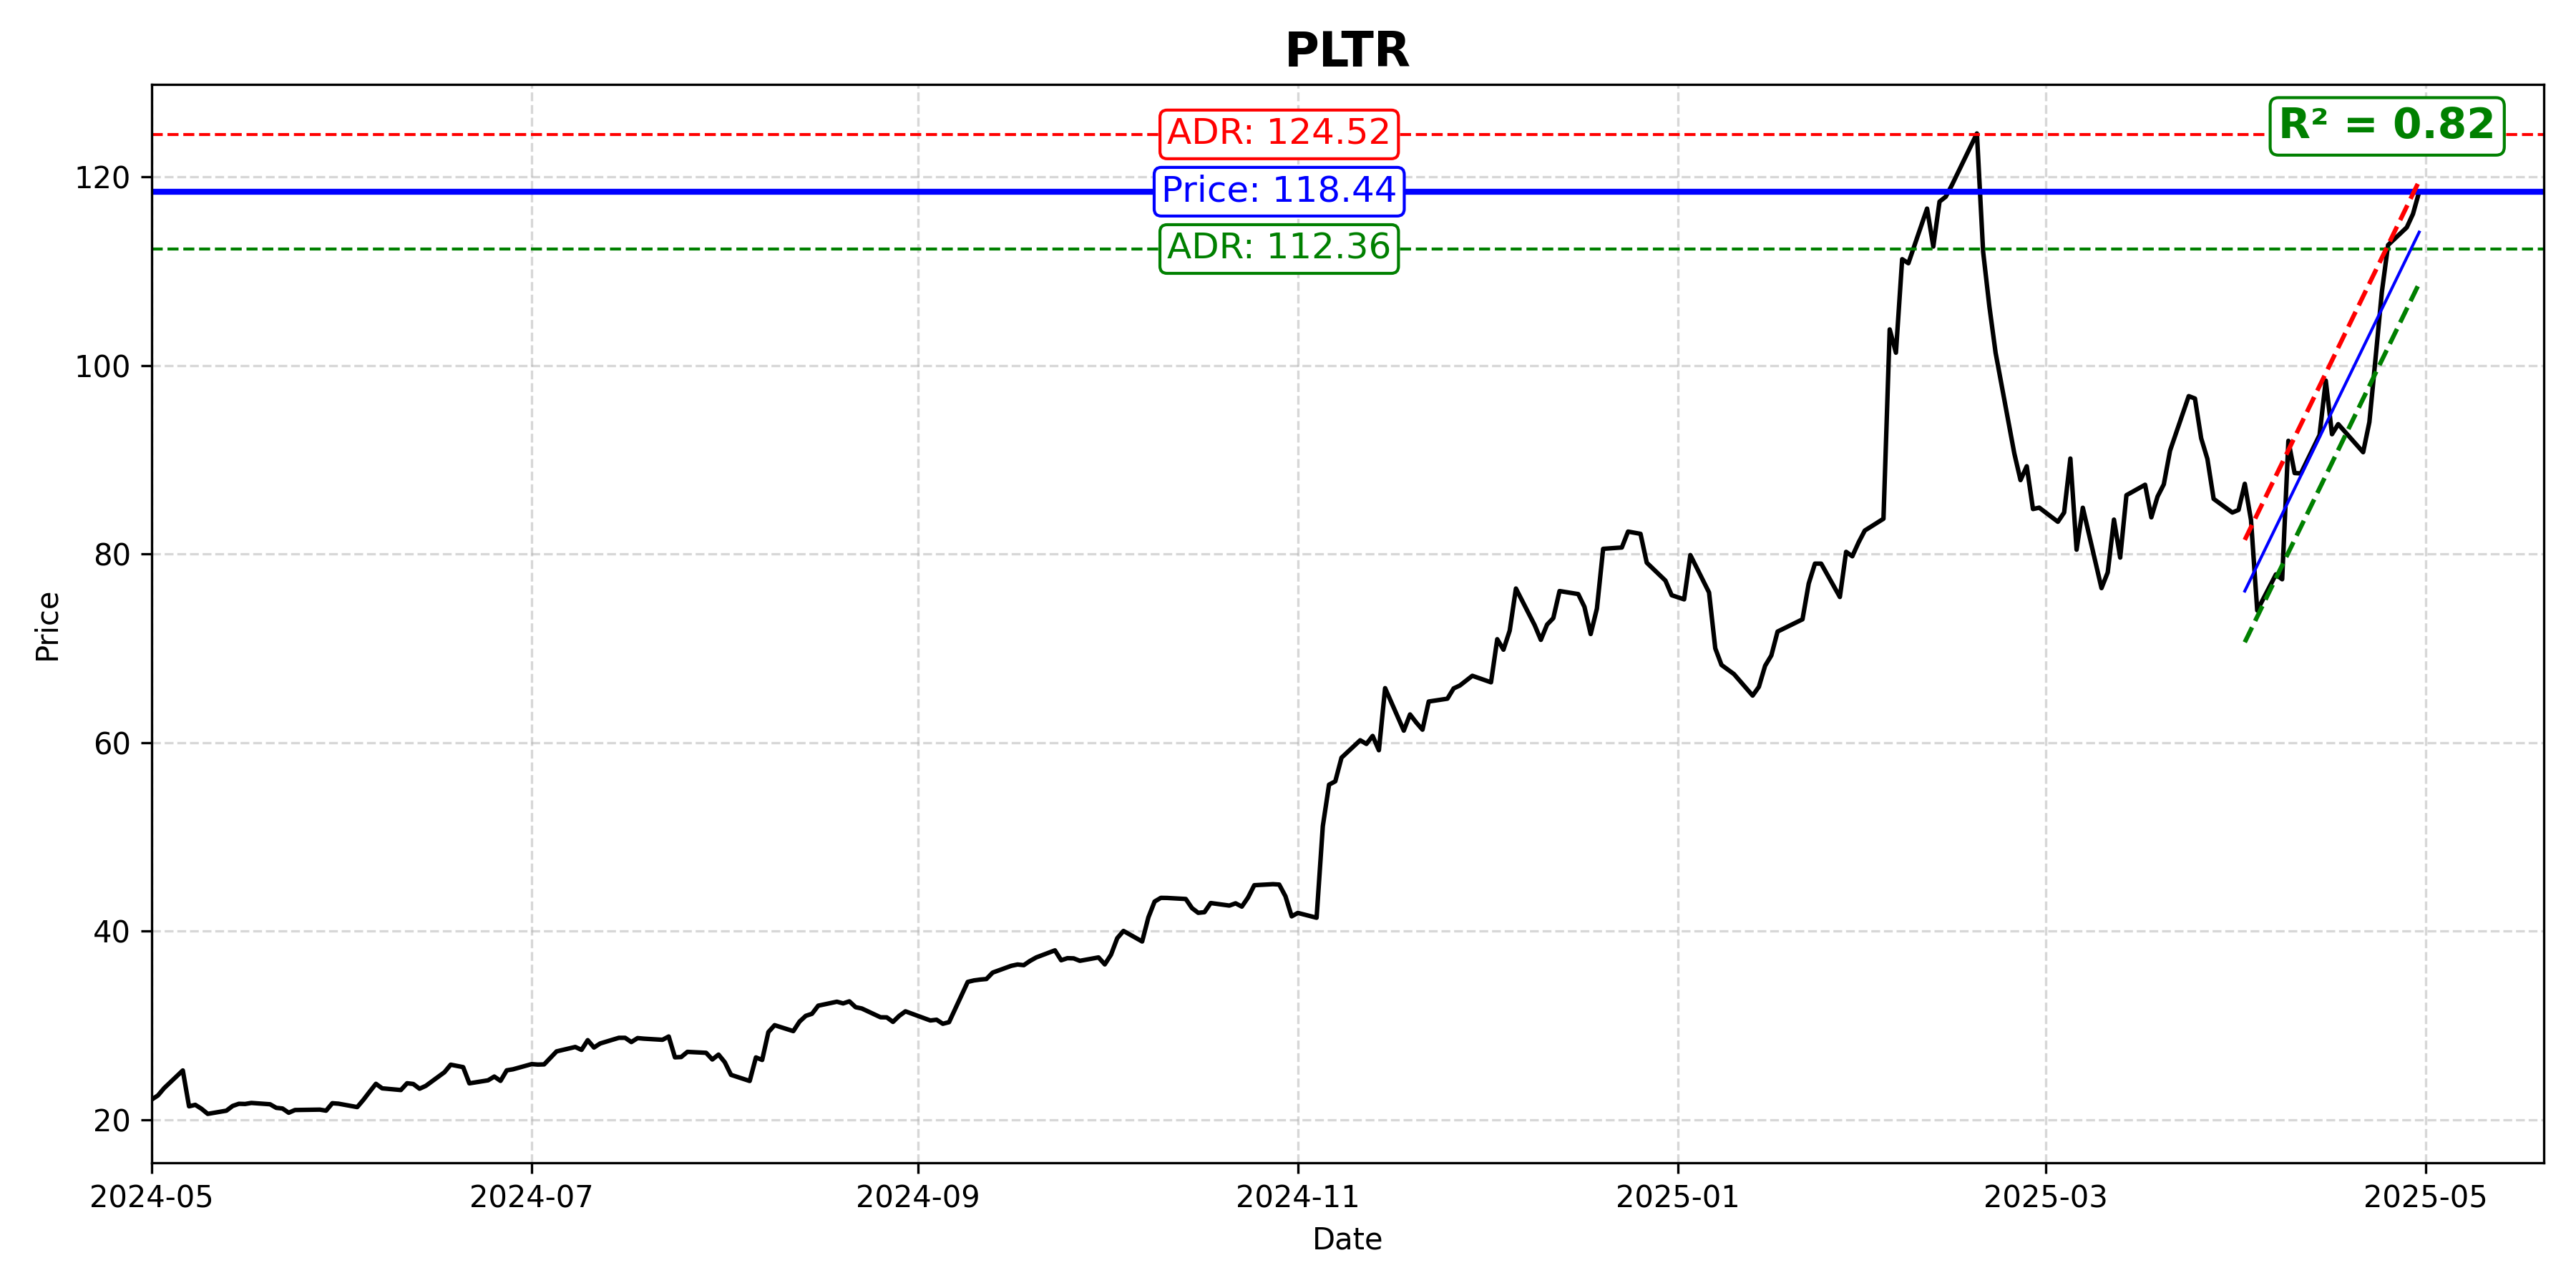 PLTR
ADR: 124.52
R² = 0.82
Price: 118.44
ADR: 112.36
120
100
80
60
40
20
Price
2024-05
2024-07
2024-09
2024-11
2025-01
2025-03
2025-05
Date